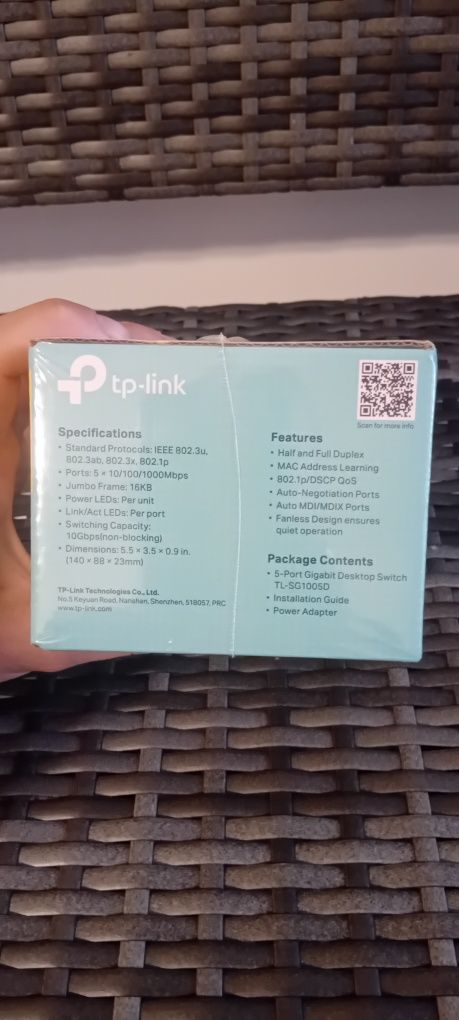 tp-link
Scan for more info
Specifications
• Standard Protocols: IEEE 802.3u,
802.3ab, 802.3x, 802.1p
• Ports: 5 × 10/100/1000Mbps
• Jumbo Frame: 16KB
• Power LEDs: Per unit
• Link/Act LEDs: Per port
• Switching Capacity:
10Gbps(non-blocking)
• Dimensions: 5.5 × 3.5 × 0.9 in.
(140 × 88 × 23mm)
TP-Link Technologies Co., Ltd.
No.5 Keyuan Road, Nanshan, Shenzhen, 518057, PRC
www.tp-link.com
Features
• Half and Full Duplex
• MAC Address Learning
• 802.1p/DSCP QoS
• Auto-Negotiation Ports
• Auto MDI/MDIX Ports
• Fanless Design ensures
quiet operation
Package Contents
• 5-Port Gigabit Desktop Switch
TL-SG1005D
• Installation Guide
• Power Adapter